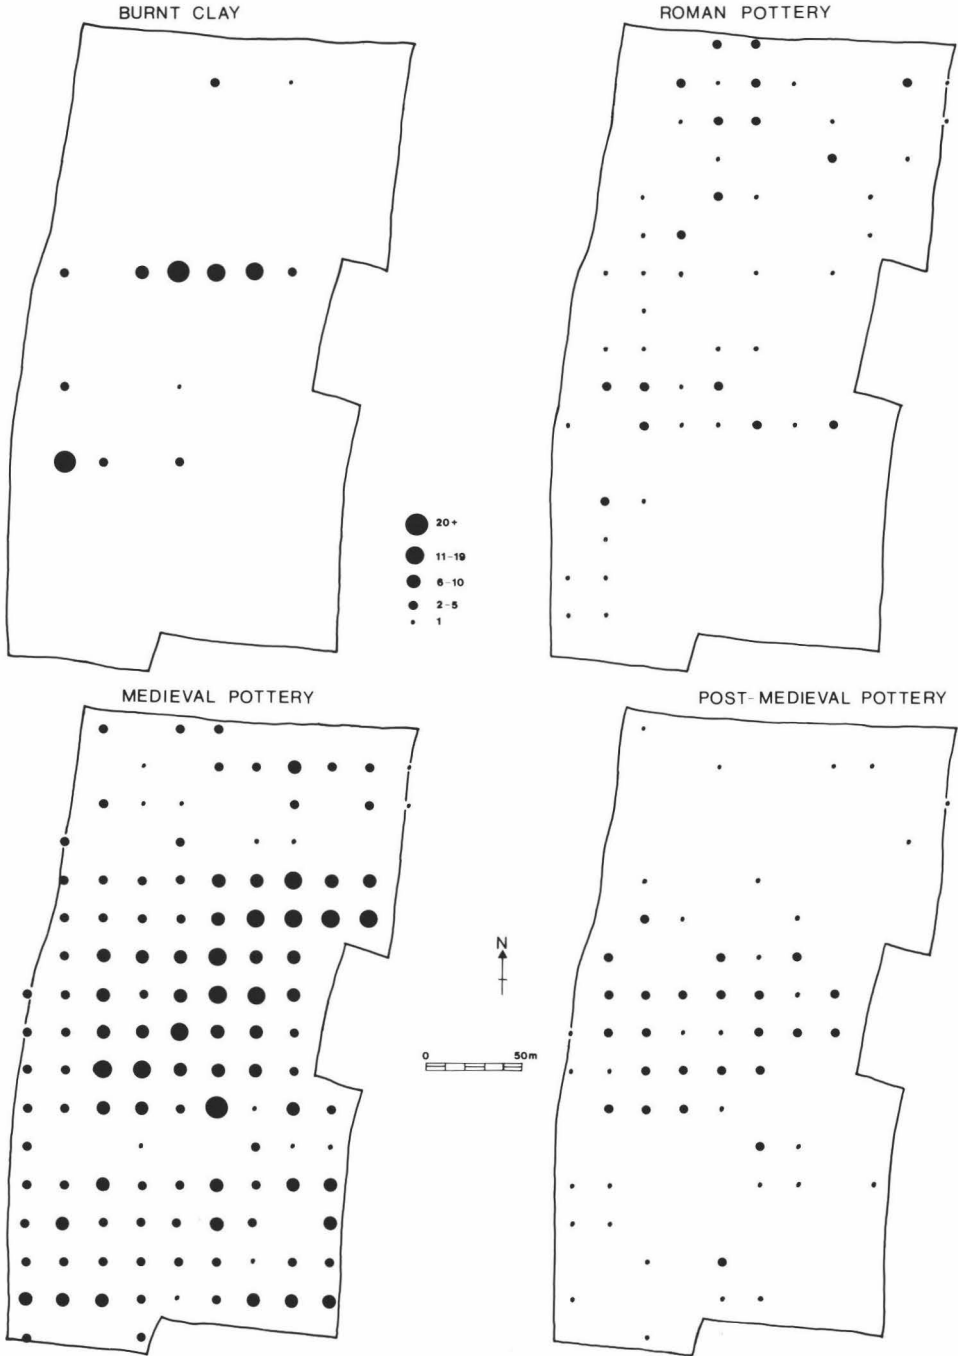 BURNT CLAY
ROMAN POTTERY
20+
11-19
6-10
2-5
1
MEDIEVAL POTTERY
POST-MEDIEVAL POTTERY
N
0 50m